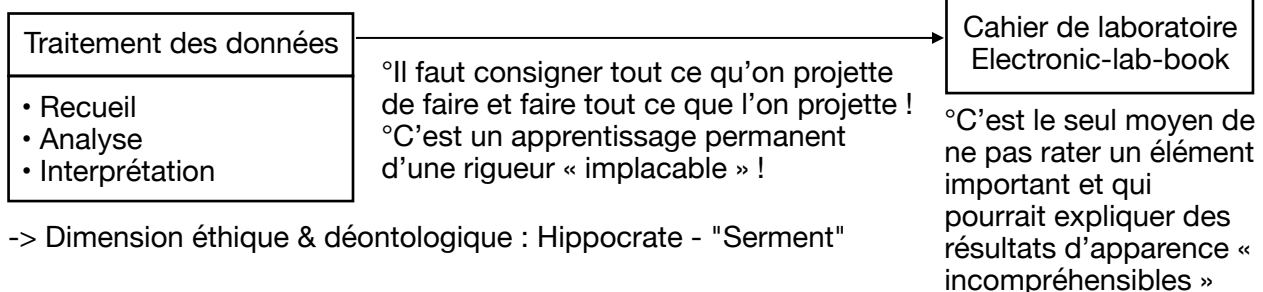 Traitement des données
• Recueil
• Analyse
• Interprétation
°Il faut consigner tout ce qu'on projette
de faire et faire tout ce que l'on projette !
°C'est un apprentissage permanent
d'une rigueur « implacable » !
Cahier de laboratoire
Electronic-lab-book
°C'est le seul moyen de
ne pas rater un élément
important et qui
pourrait expliquer des
résultats d'apparence «
incompréhensibles »
-> Dimension éthique & déontologique : Hippocrate - "Serment"